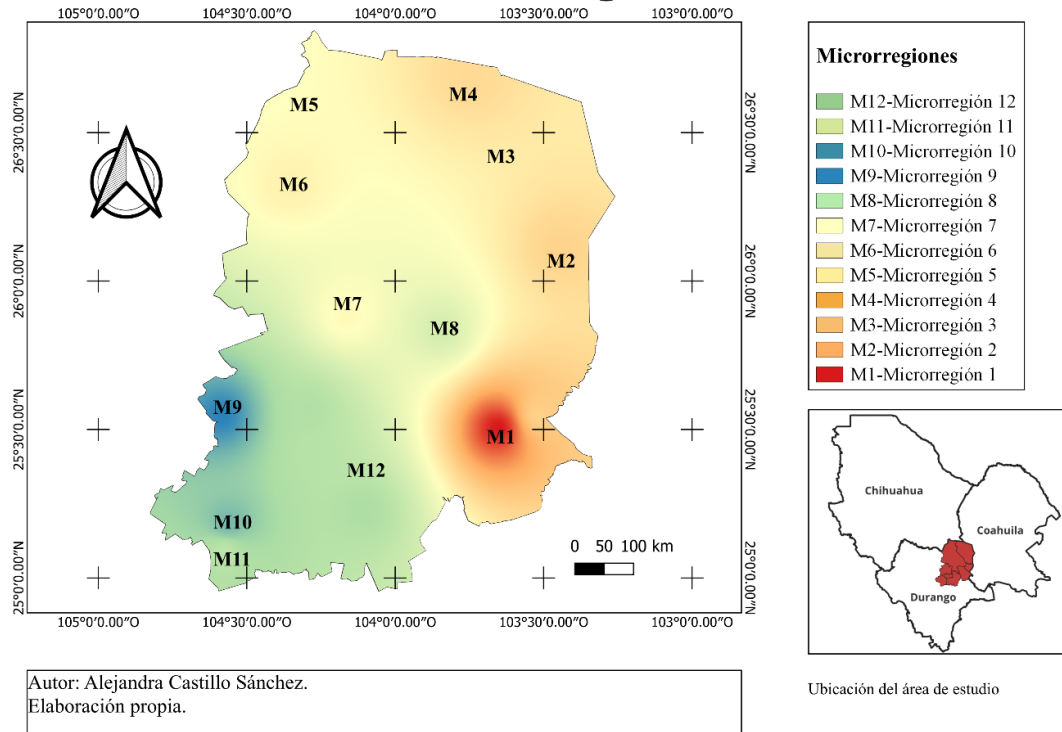 105°0'0.00"O 104°30'0.00"O 104°0'0.00"O 103°30'0.00"O 103°0'0.00"O
26°30'0.00"N
26°0'0.00"N
25°30'0.00"N
25°0'0.00"N
M5
M4
M3
M6
M2
M7
M8
M9
M1
M12
M10
M11
0 50 100 km
26°30'0.00"N
26°0'0.00"N
25°30'0.00"N
25°0'0.00"N
105°0'0.00"O 104°30'0.00"O 104°0'0.00"O 103°30'0.00"O 103°0'0.00"O
Microrregiones
M12-Microrregión 12
M11-Microrregión 11
M10-Microrregión 10
M9-Microrregión 9
M8-Microrregión 8
M7-Microrregión 7
M6-Microrregión 6
M5-Microrregión 5
M4-Microrregión 4
M3-Microrregión 3
M2-Microrregión 2
M1-Microrregión 1
Chihuahua
Coahuila
Durango
Ubicación del área de estudio
Autor: Alejandra Castillo Sánchez.
Elaboración propia.